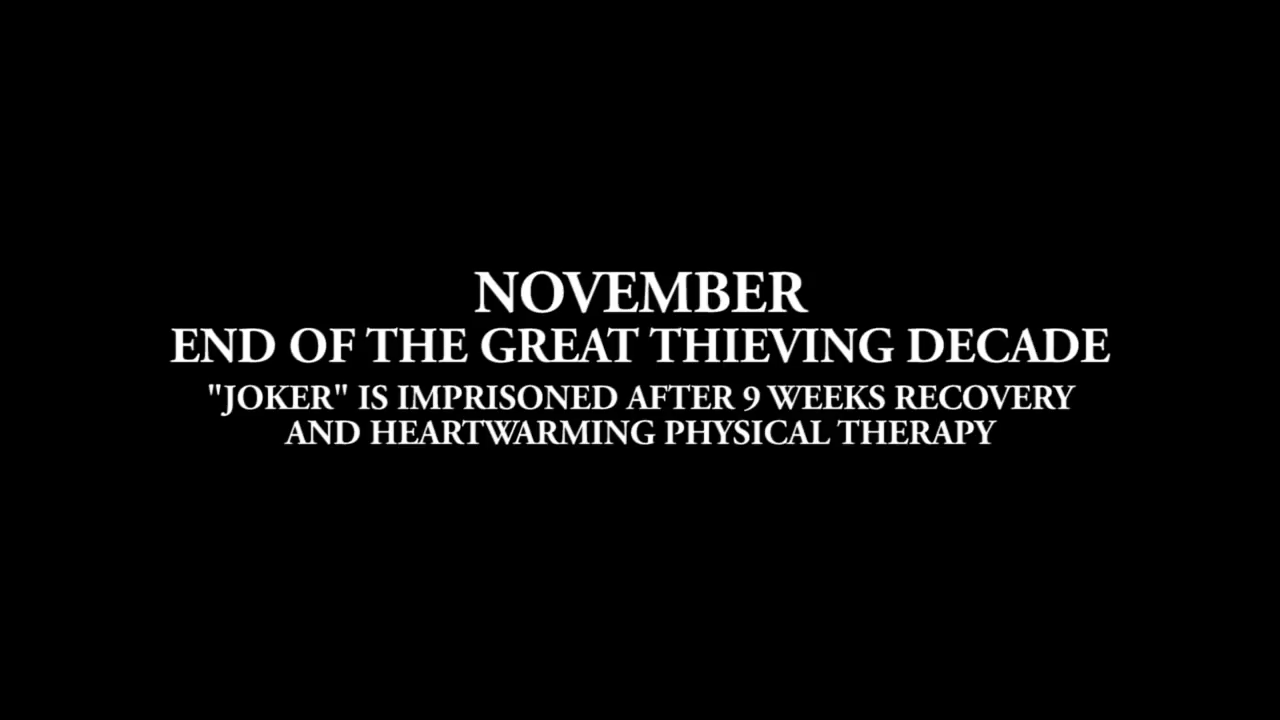 NOVEMBER
END OF THE GREAT THIEVING DECADE
"JOKER" IS IMPRISONED AFTER 9 WEEKS RECOVERY
AND HEARTWARMING PHYSICAL THERAPY